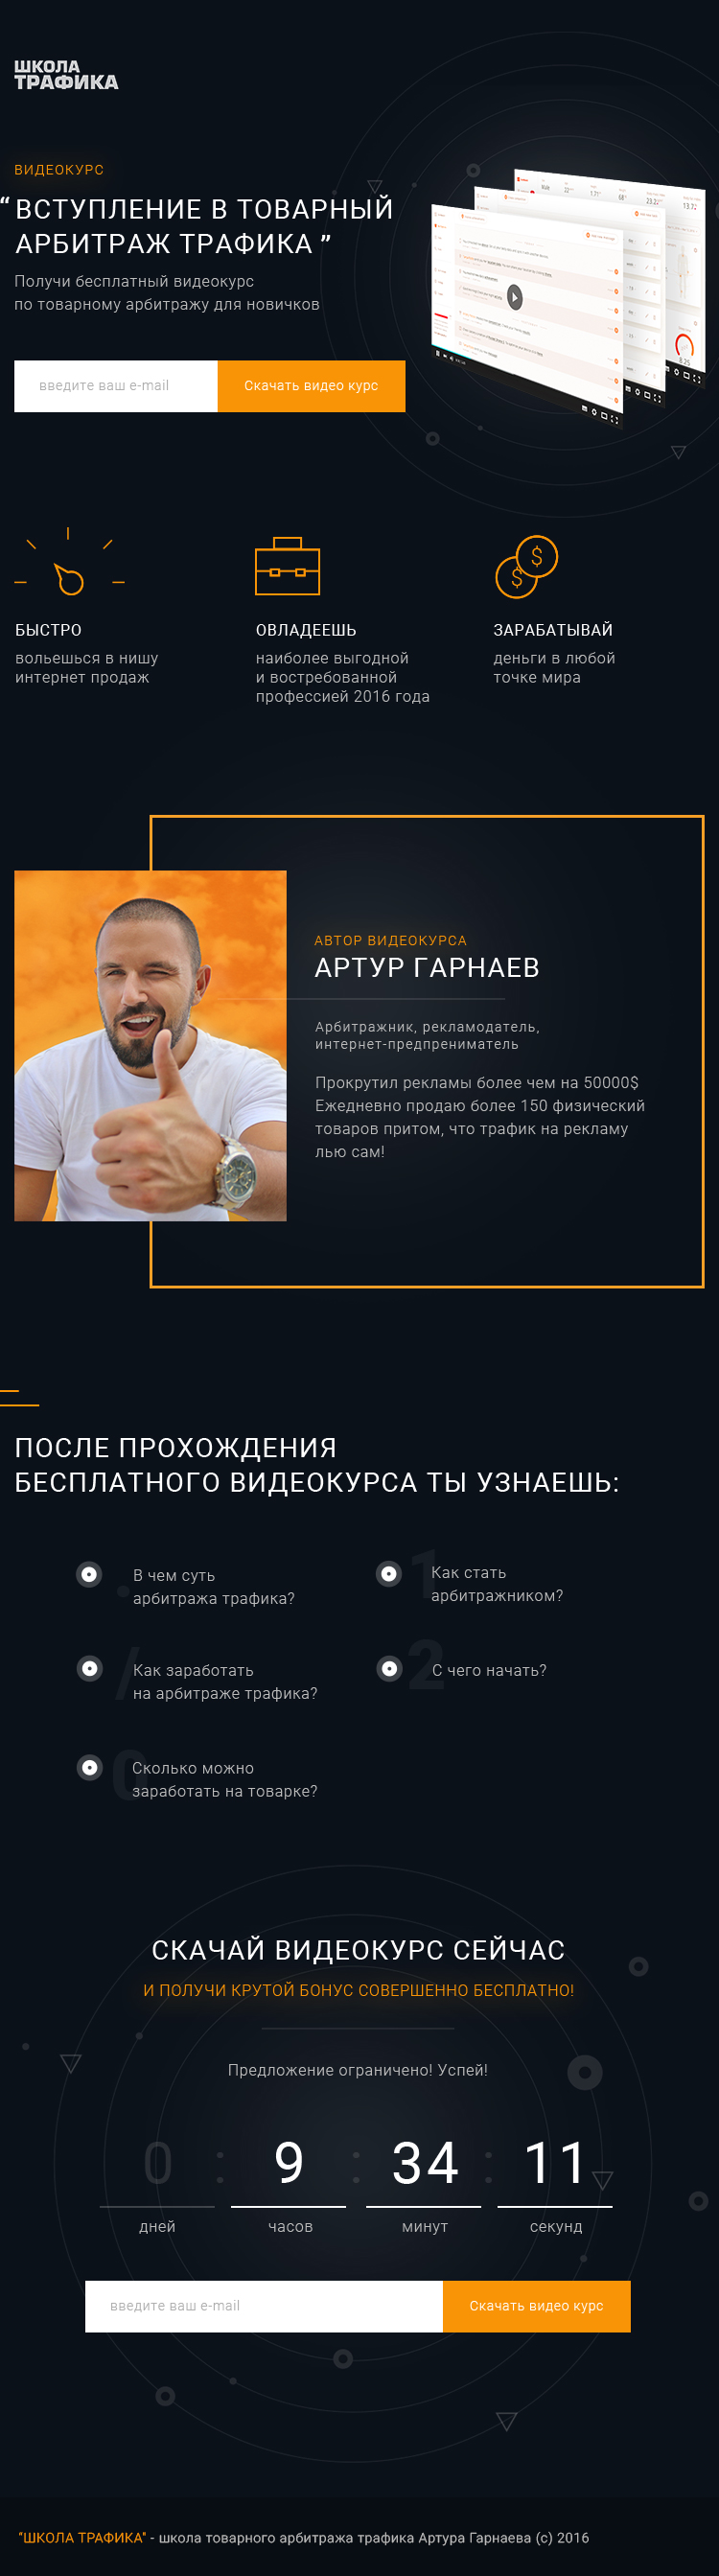 ШКОЛА
ТРАФИКА
ВИДЕОКУРС
“ ВСТУПЛЕНИЕ В ТОВАРНЫЙ
АРБИТРАЖ ТРАФИКА ”
Получи бесплатный видеокурс
по товарному арбитражу для новичков
введите ваш e-mail
Скачать видео курс
БЫСТРО
вольешься в нишу
интернет продаж
ОВЛАДЕЕШЬ
наиболее выгодной
и востребованной
профессией 2016 года
ЗАРАБАТЫВАЙ
деньги в любой
точке мира
АВТОР ВИДЕОКУРСА
АРТУР ГАРНАЕВ
Арбитражник, рекламодатель,
интернет-предпрениматель
Прокрутил рекламы более чем на 50000$
Ежедневно продаю более 150 физический
товаров притом, что трафик на рекламу
лью сам!
ПОСЛЕ ПРОХОЖДЕНИЯ
БЕСПЛАТНОГО ВИДЕОКУРСА ТЫ УЗНАЕШЬ:
В чем суть
арбитража трафика?
1
Как стать
арбитражником?
/
Как заработать
на арбитраже трафика?
2
С чего начать?
0
Сколько можно
заработать на товарке?
СКАЧАЙ ВИДЕОКУРС СЕЙЧАС
И ПОЛУЧИ КРУТОЙ БОНУС СОВЕРШЕННО БЕСПЛАТНО!
Предложение ограничено! Успей!
0 : 9 : 34 : 11
дней часов минут секунд
введите ваш e-mail
Скачать видео курс
"ШКОЛА ТРАФИКА" - школа товарного арбитража трафика Артура Гарнаева (с) 2016